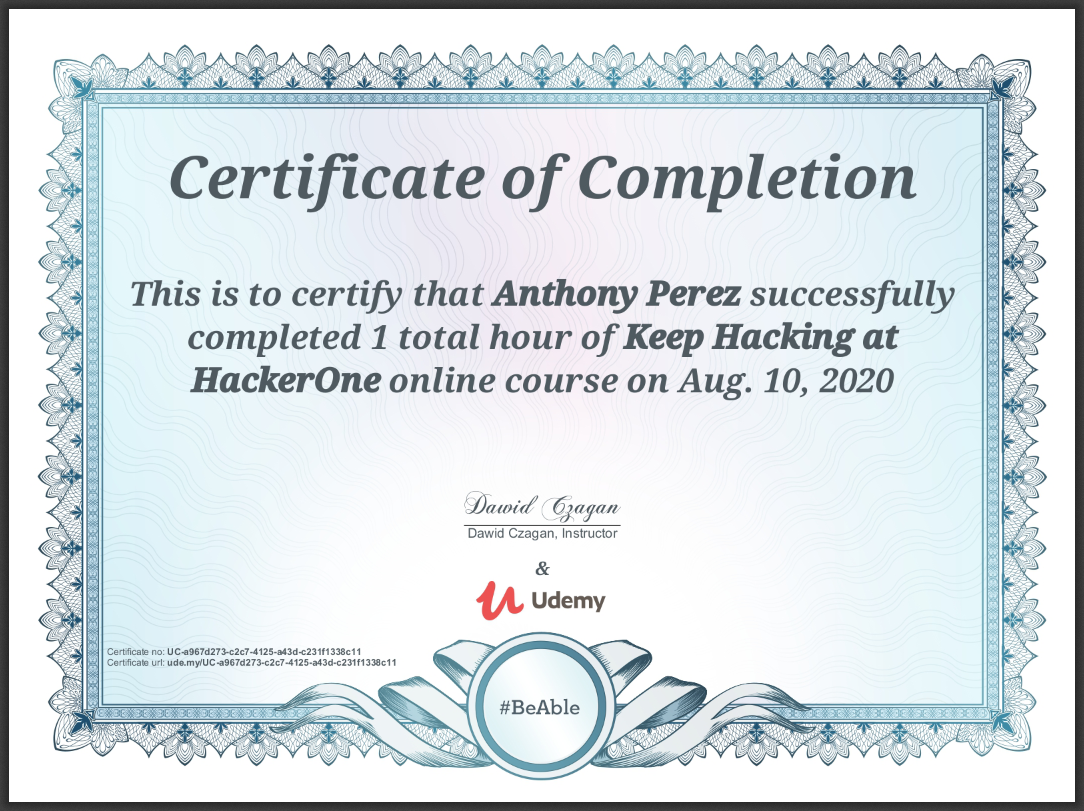 Certificate of Completion
This is to certify that Anthony Perez successfully
completed 1 total hour of Keep Hacking at
HackerOne online course on Aug. 10, 2020
Dawid Czagan
Dawid Czagan, Instructor
&
Udemy
Certificate no: UC-a967d273-c2c7-4125-a43d-c231f1338c11
Certificate url: ude.my/UC-a967d273-c2c7-4125-a43d-c231f1338c11
#BeAble